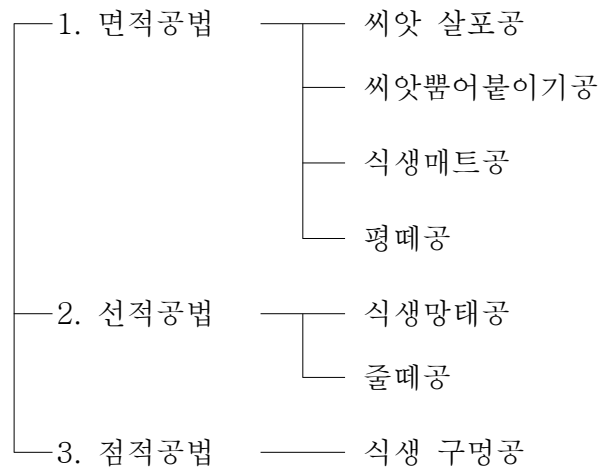 1. 면적공법 씨앗 살포공
씨앗뿜어붙이기공
식생매트공
평떼공
2. 선적공법 식생망태공
줄떼공
3. 점적공법 식생 구멍공